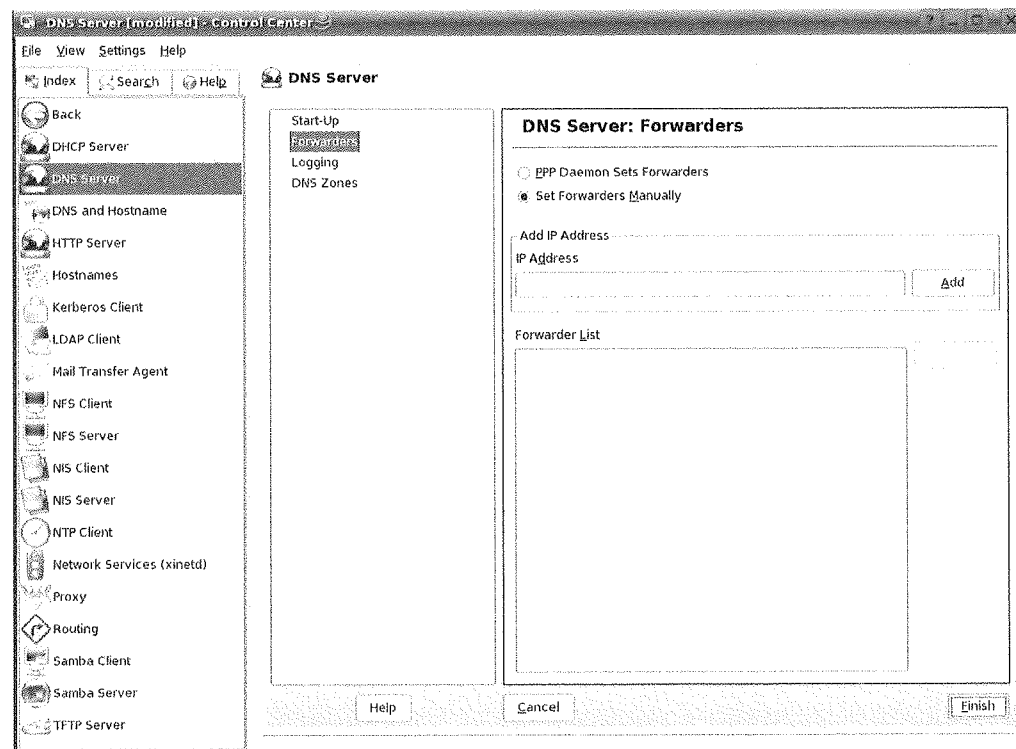 DNS Server [modified] - Control Center
File View Settings Help
Index Search Help
Back
DHCP Server
DNS Server
DNS and Hostname
HTTP Server
Hostnames
Kerberos Client
LDAP Client
Mail Transfer Agent
NFS Client
NFS Server
NIS Client
NIS Server
NTP Client
Network Services (xinetd)
Proxy
Routing
Samba Client
Samba Server
TFTP Server
DNS Server
Start-Up
Forwarders
Logging
DNS Zones
DNS Server: Forwarders
PPP Daemon Sets Forwarders
Set Forwarders Manually
Add IP Address
IP Address
Add
Forwarder List
Help
Cancel
Finish